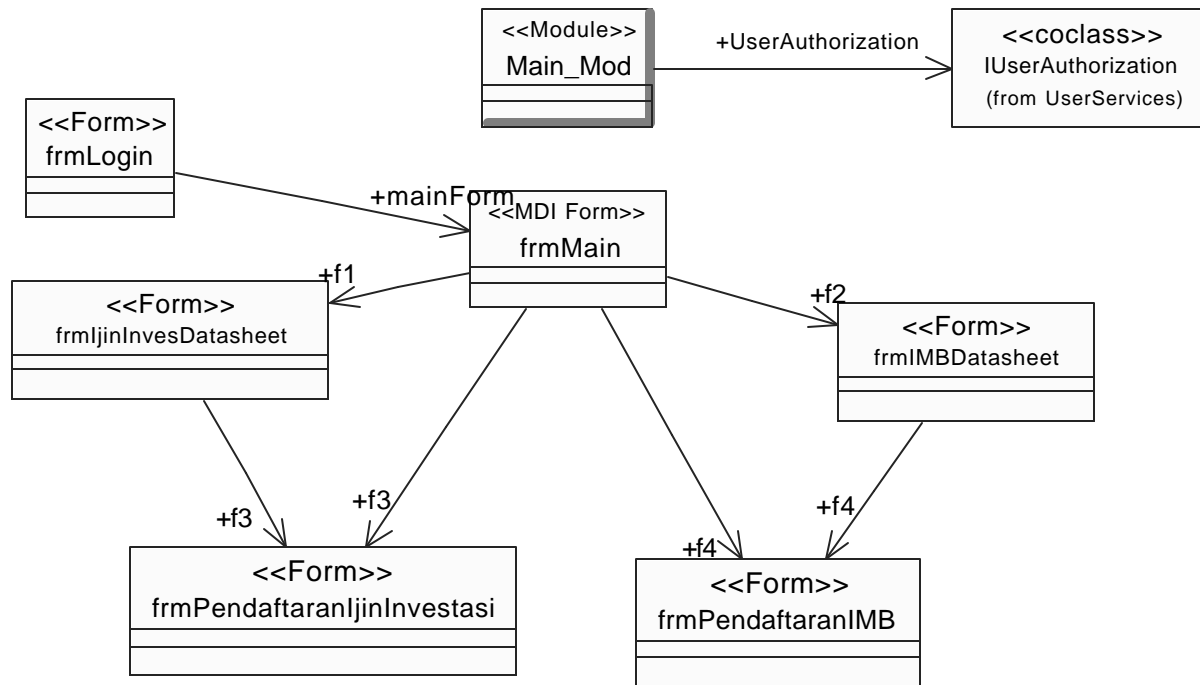 <<Module>>
Main_Mod
+UserAuthorization
<<coclass>>
IUserAuthorization
(from UserServices)
<<Form>>
frmLogin
+mainForm
<<MDI Form>>
frmMain
+f1
<<Form>>
frmIjinInvesDatasheet
+f2
<<Form>>
frmIMBDatasheet
+f3
+f3
+f4
+f4
<<Form>>
frmPendaftaranIjinInvestasi
<<Form>>
frmPendaftaranIMB